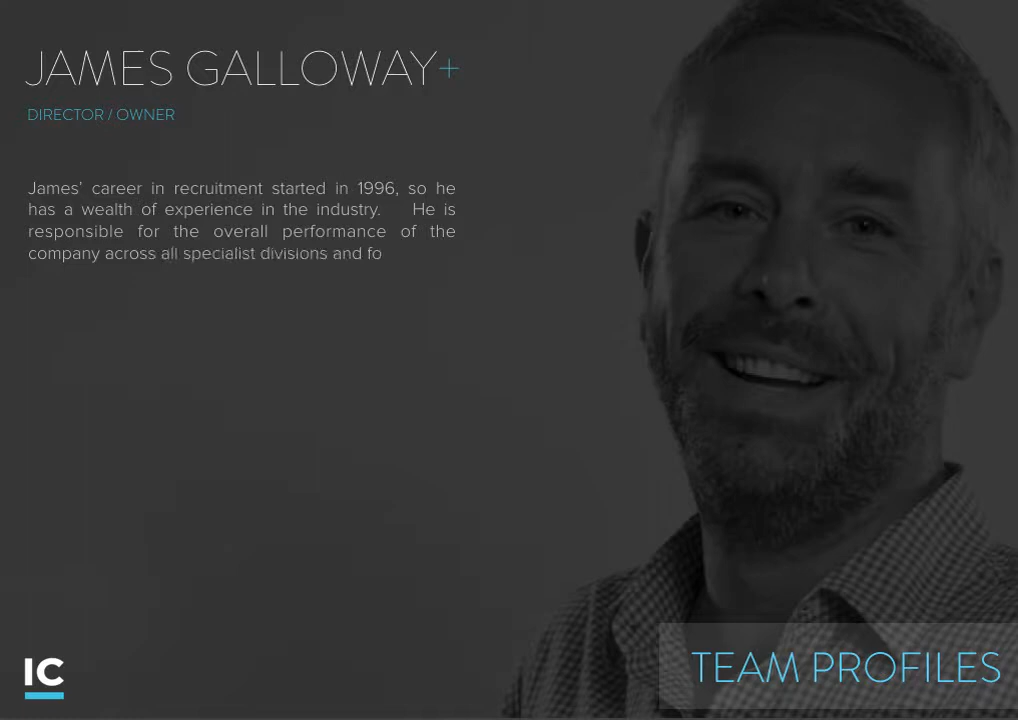 JAMES GALLOWAY+
DIRECTOR / OWNER
James’ career in recruitment started in 1996, so he
has a wealth of experience in the industry. He is
responsible for the overall performance of the
company across all specialist divisions and fo
IC
TEAM PROFILES